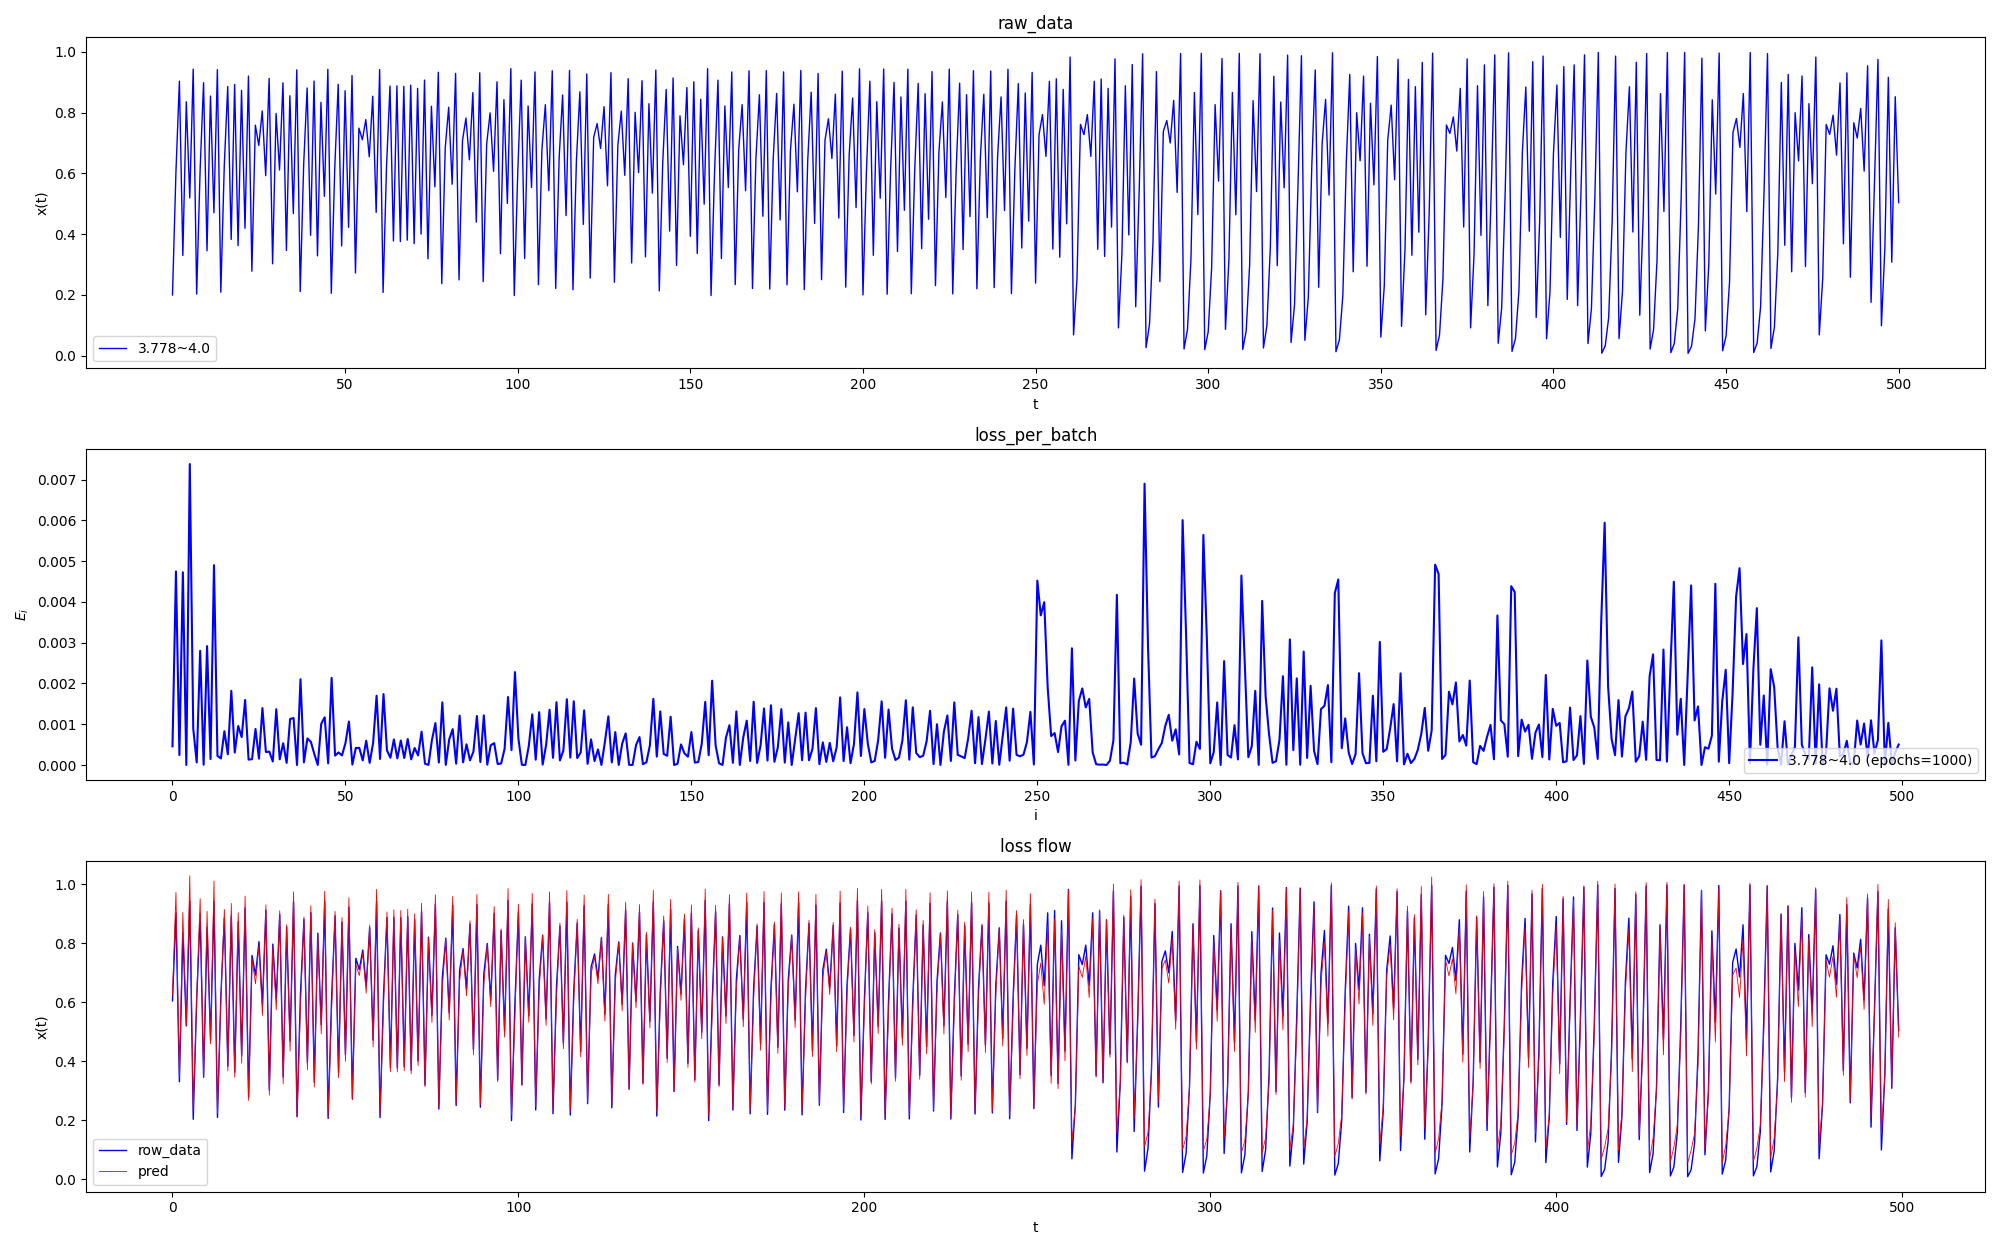 raw_data
1.0
0.8
0.6
0.4
0.2
0.0
x(t)
3.778~4.0
50 100 150 200 250 300 350 400 450 500
t
loss_per_batch
0.007
0.006
0.005
0.004
0.003
0.002
0.001
0.000
E_i
3.778~4.0 (epochs=1000)
0 50 100 150 200 250 300 350 400 450 500
i
loss flow
1.0
0.8
0.6
0.4
0.2
0.0
x(t)
row_data
pred
0 100 200 300 400 500
t